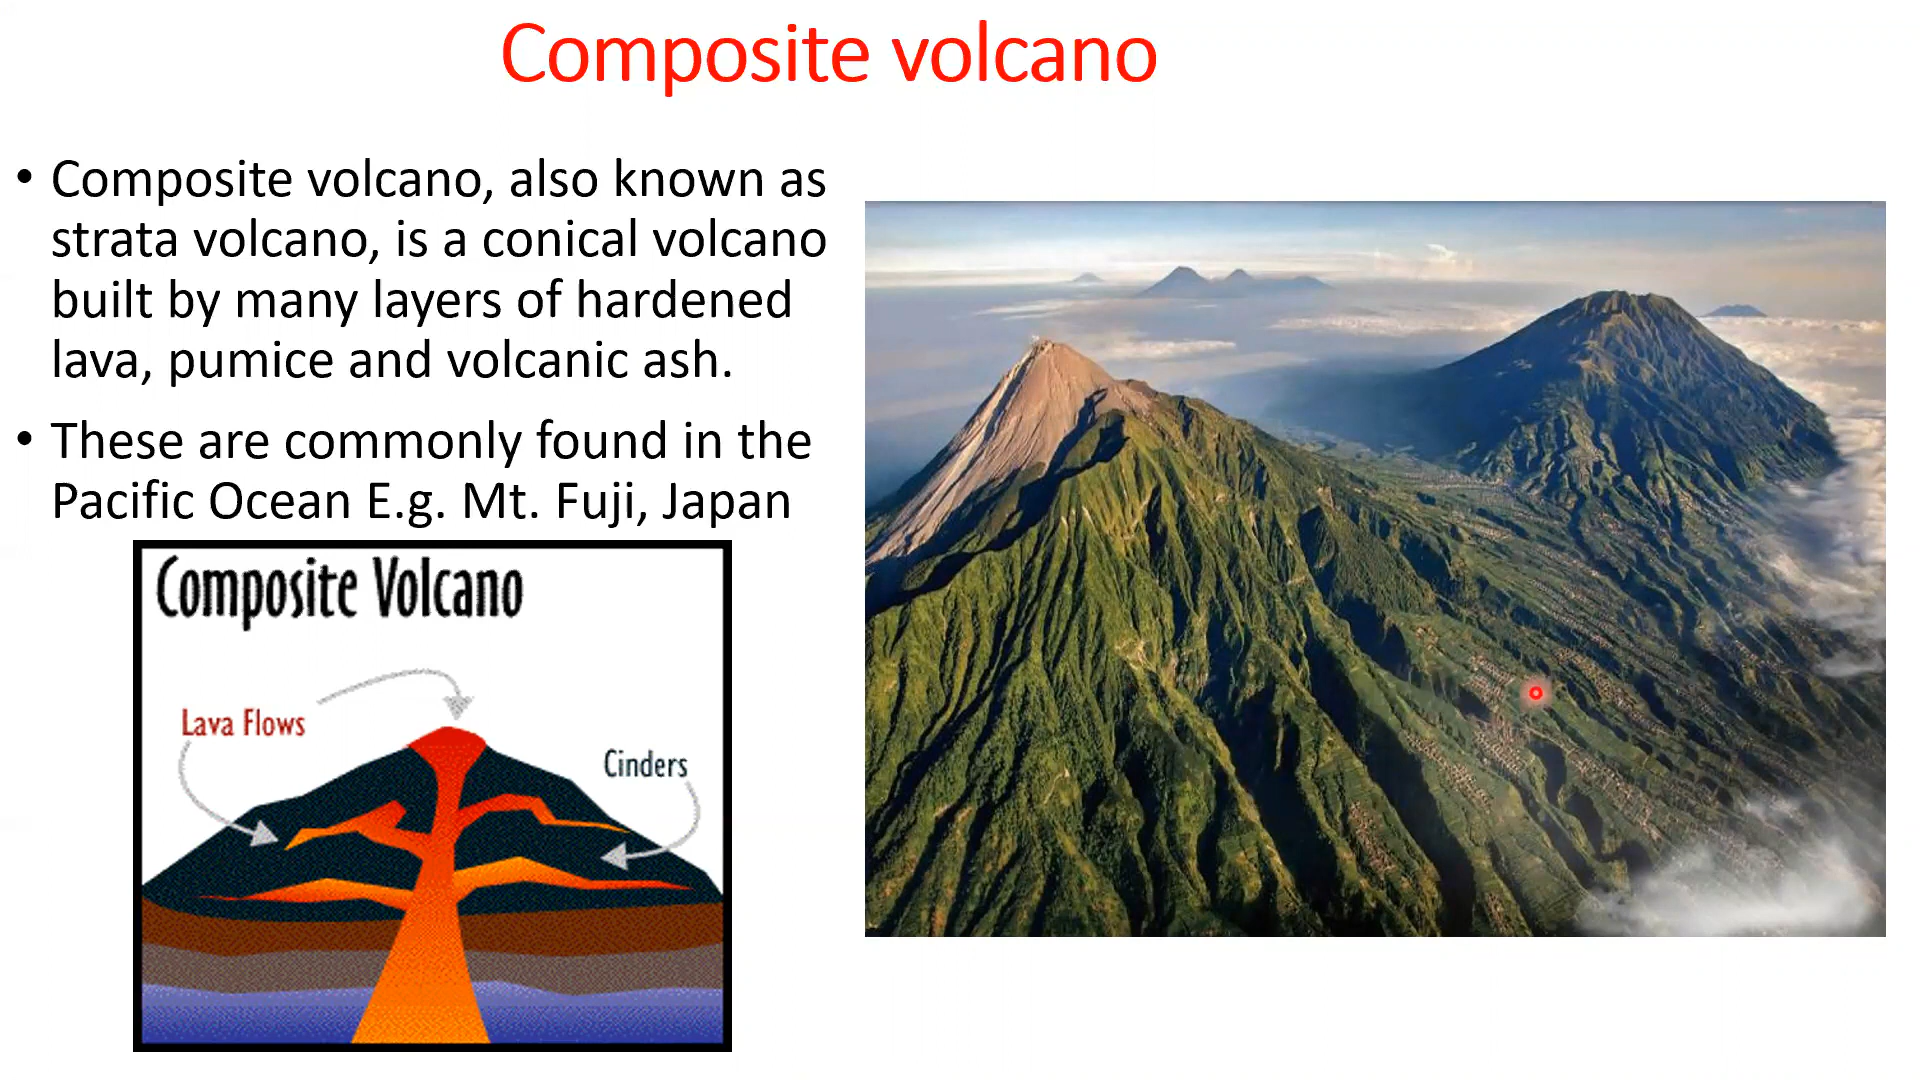 Composite volcano
• Composite volcano, also known as
strata volcano, is a conical volcano
built by many layers of hardened
lava, pumice and volcanic ash.
• These are commonly found in the
Pacific Ocean E.g. Mt. Fuji, Japan
Composite Volcano
Lava Flows
Cinders